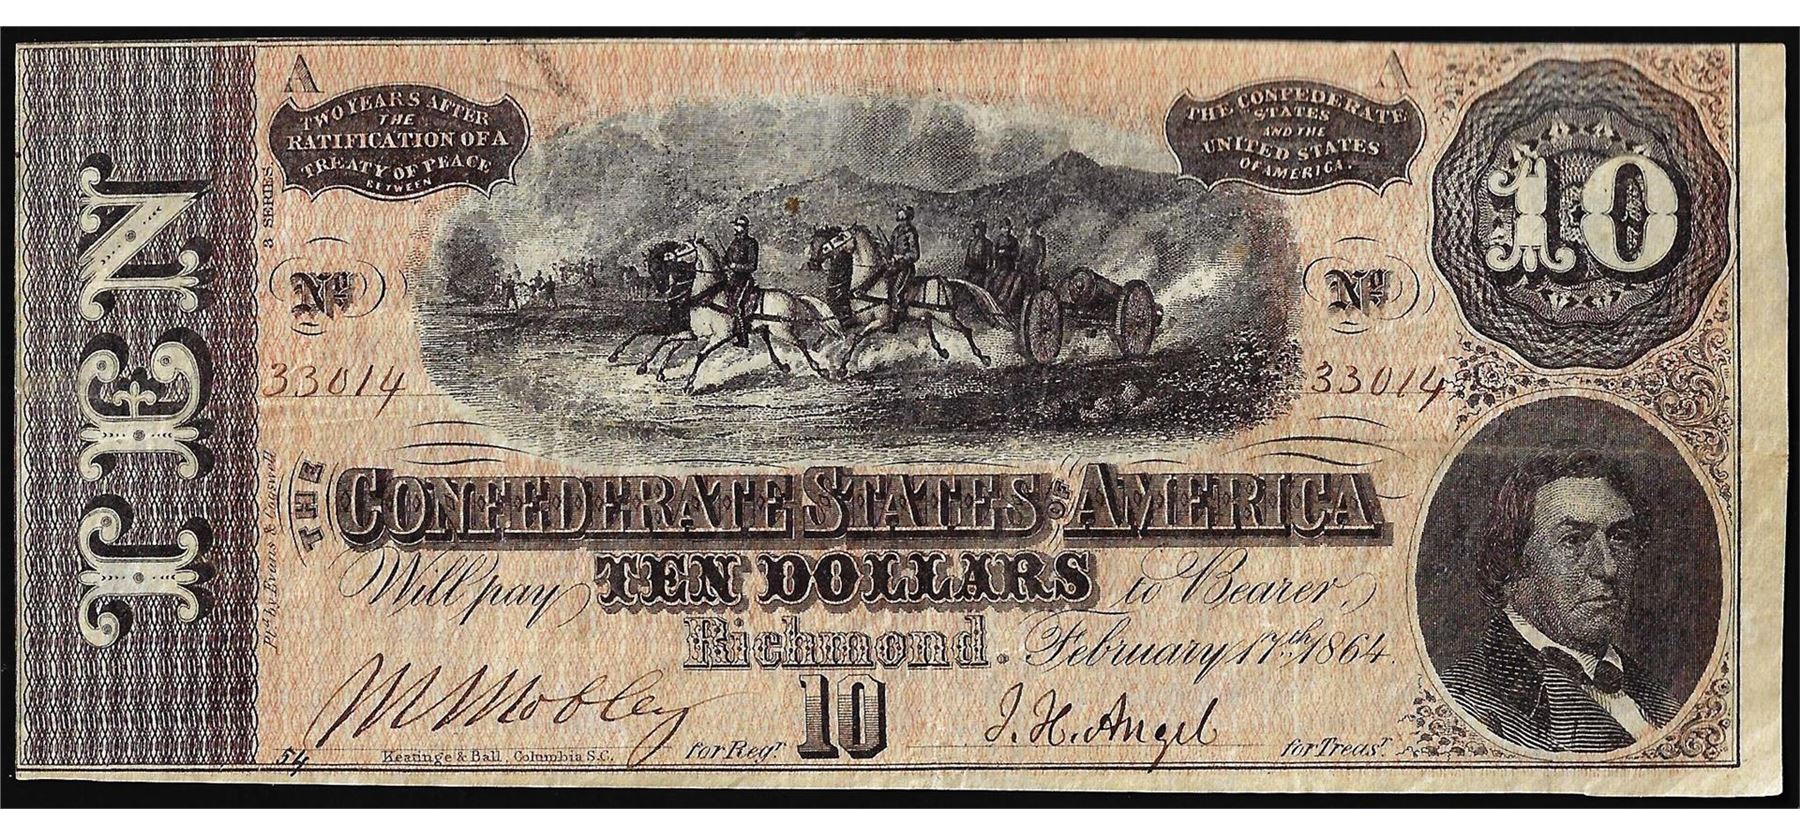 A
A
TWO YEARS AFTER
THE
RATIFICATION OF A
TREATY OF PEACE
BETWEEN
THE CONFEDERATE
STATES
AND THE
UNITED STATES
OF AMERICA.
10
3 SERIES
TEN
No
No
33014
33014
THE CONFEDERATE STATES OF AMERICA
Will pay TEN DOLLARS to Bearer,
Richmond. February 17th, 1864.
10
M Mobley
for Regr
J. H. Angel
for Treasr
54
Keatinge & Ball, Columbia S.C.
Evans & Cogswell